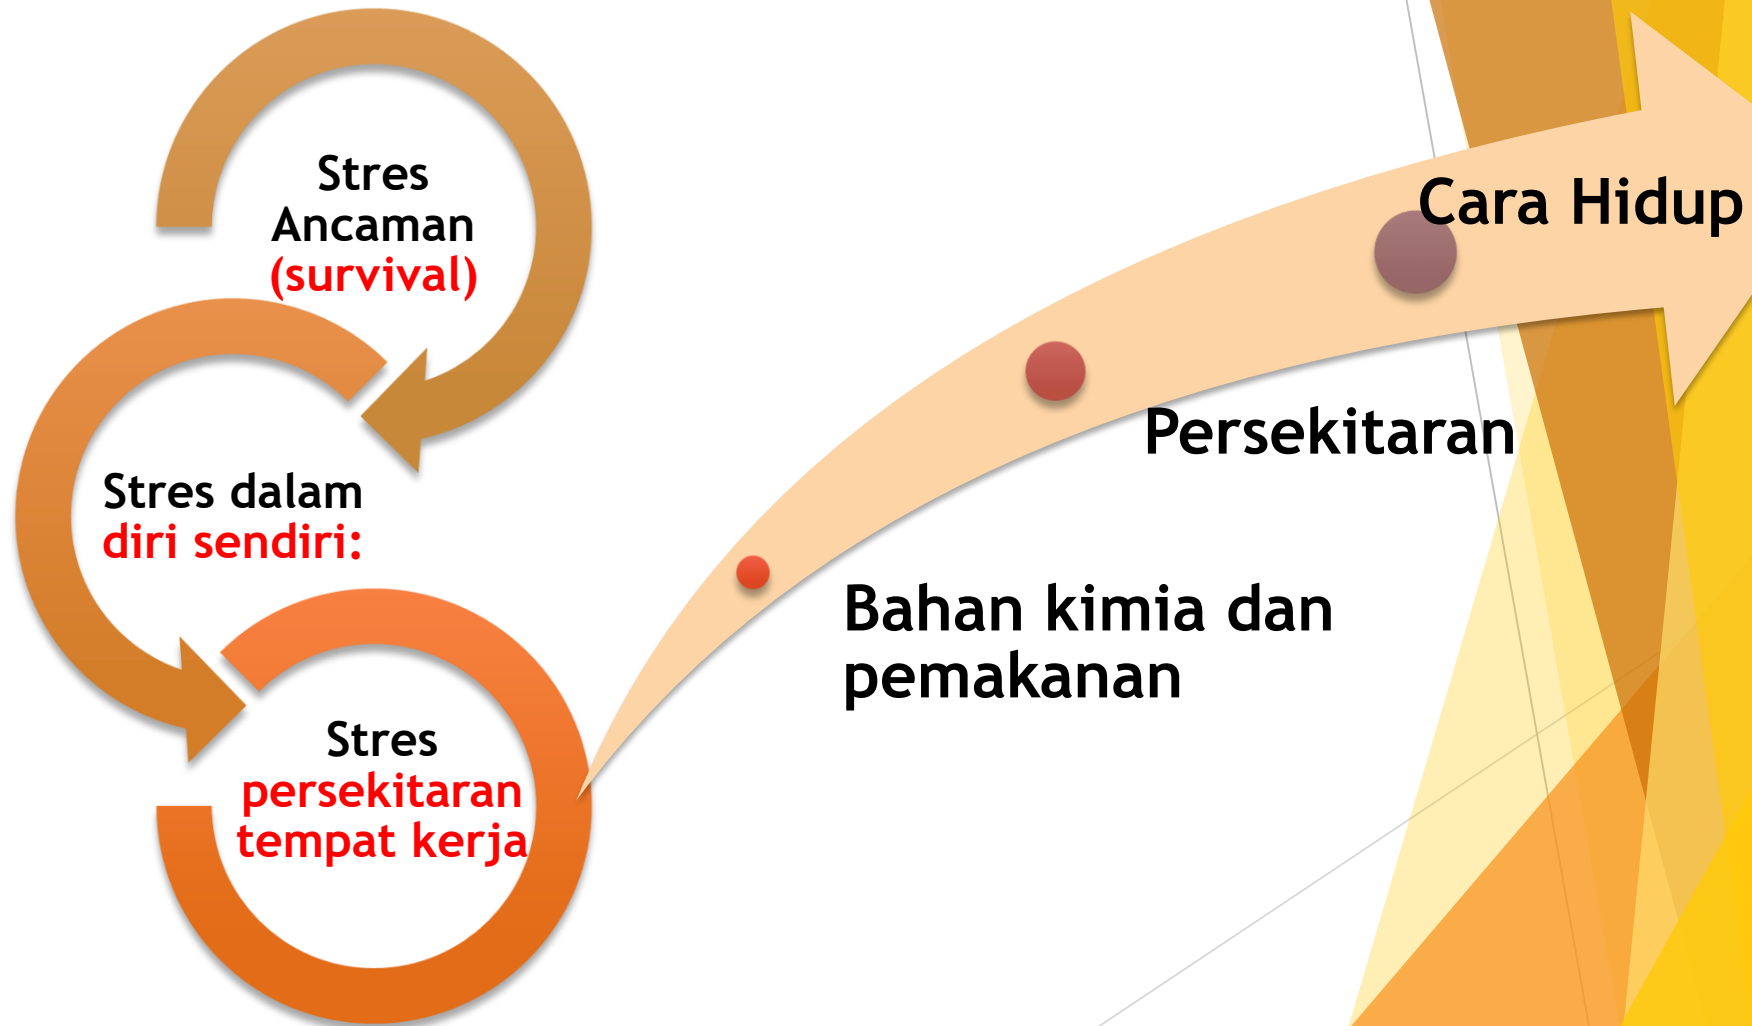 Stres
Ancaman
(survival)
Stres dalam
diri sendiri:
Stres
persekitaran
tempat kerja
Cara Hidup
Persekitaran
Bahan kimia dan
pemakanan